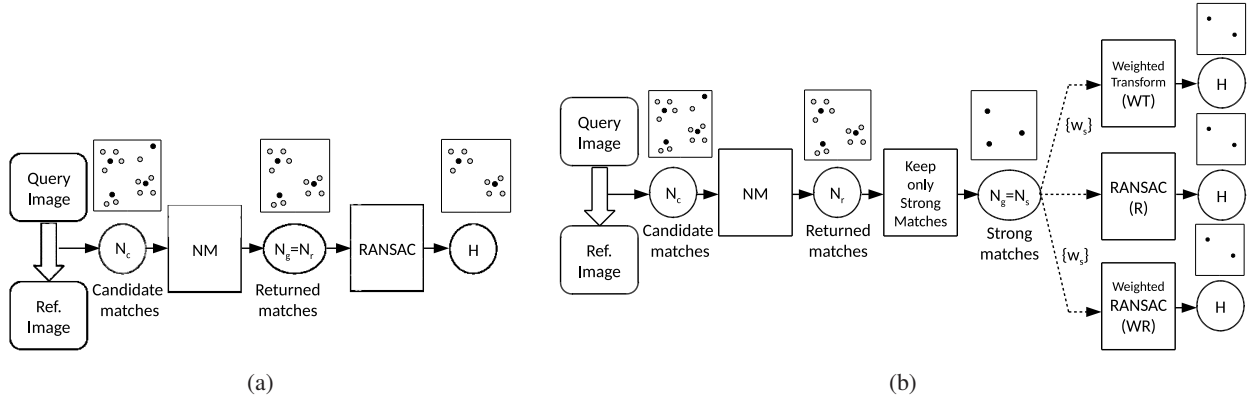 Query
Image
Ref.
Image
N_c
Candidate
matches
NM
N_g=N_r
Returned
matches
RANSAC
H
(a)
Query
Image
Ref.
Image
N_c
Candidate
matches
NM
N_r
Returned
matches
Keep
only
Strong
Matches
N_g=N_s
Strong
matches
{w_s}
{w_s}
Weighted
Transform
(WT)
H
RANSAC
(R)
H
Weighted
RANSAC
(WR)
H
(b)